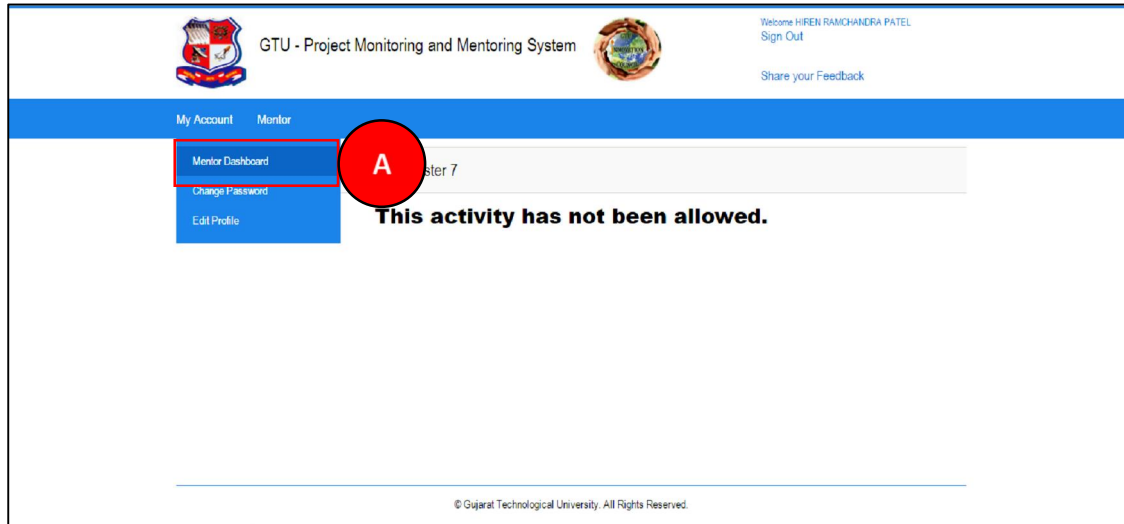 Welcome HIREN RAMCHANDRA PATEL
Sign Out
GTU - Project Monitoring and Mentoring System
Share your Feedback
My Account Mentor
Mentor Dashboard
A
ster 7
Change Password
Edit Profile
This activity has not been allowed.
© Gujarat Technological University. All Rights Reserved.